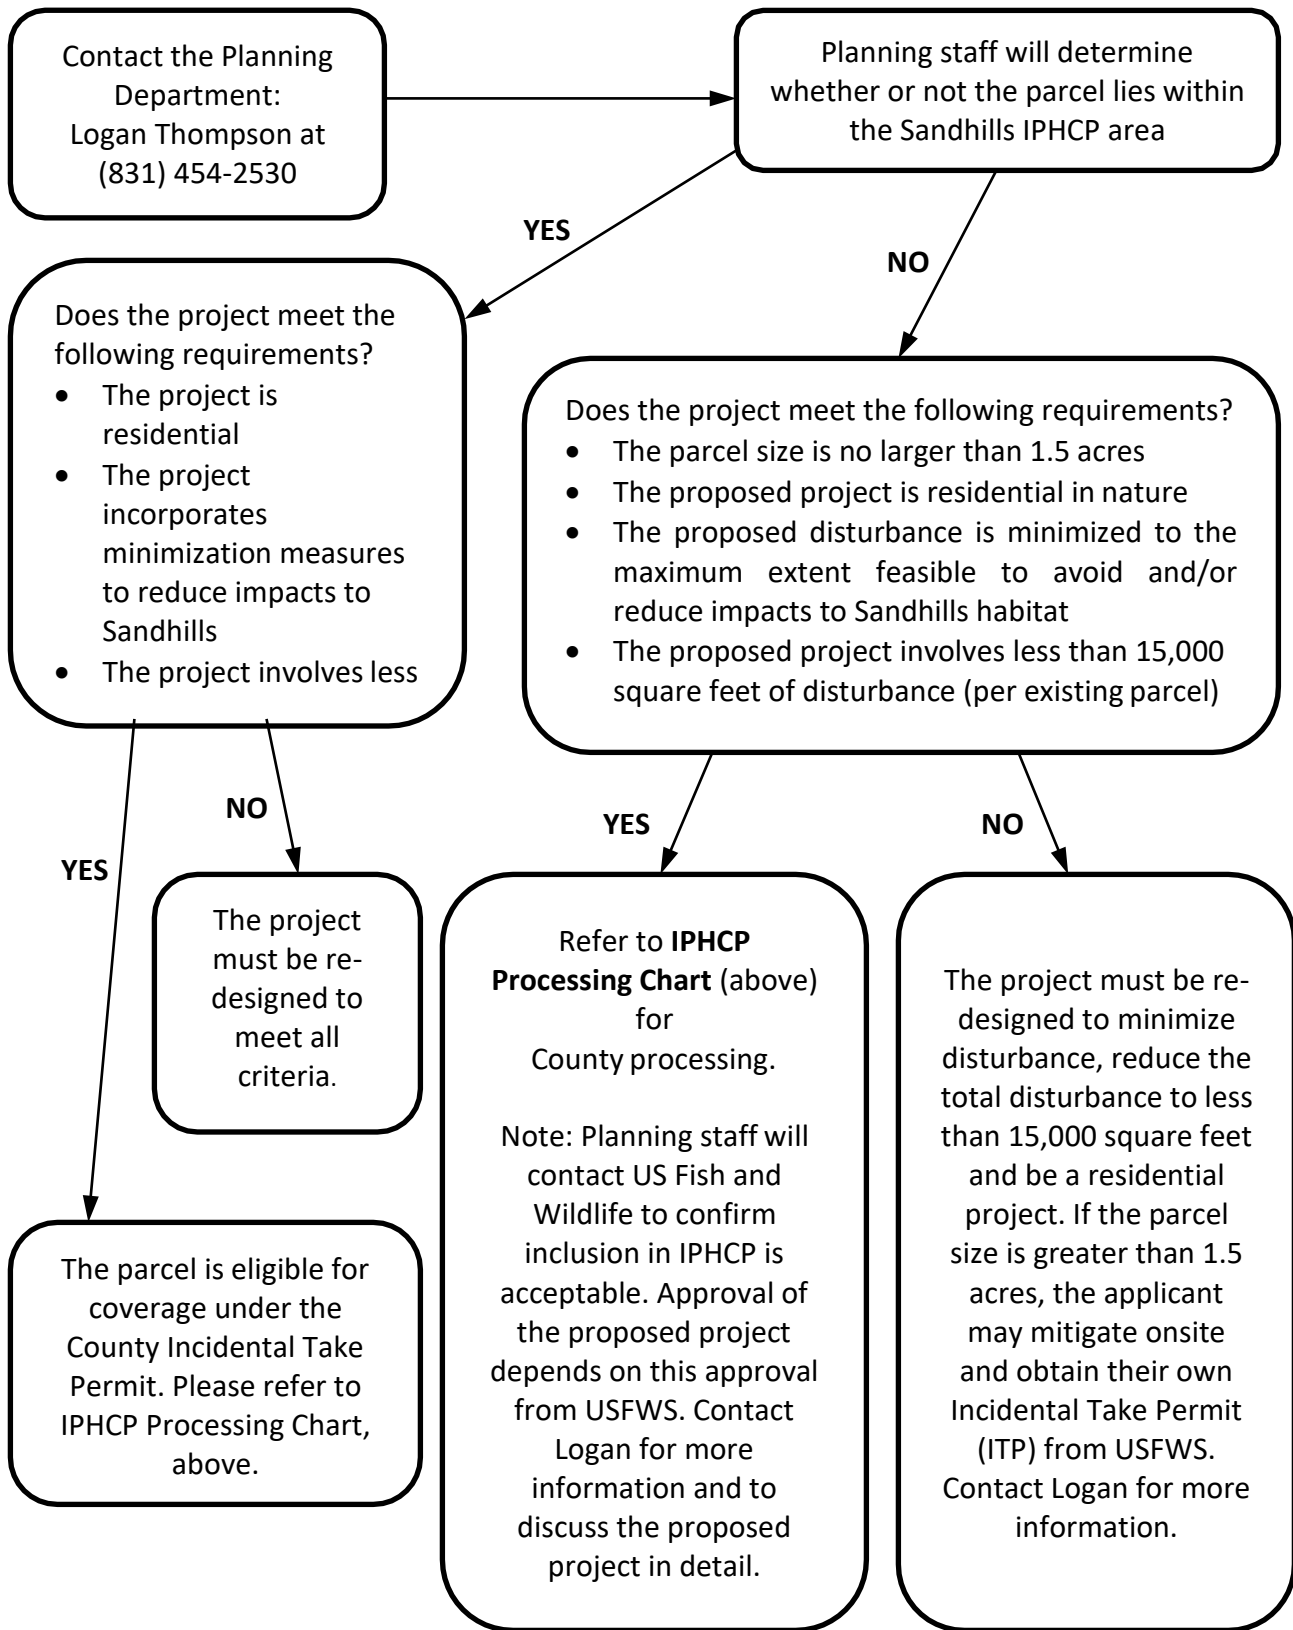 Contact the Planning
Department:
Logan Thompson at
(831) 454-2530
Planning staff will determine
whether or not the parcel lies within
the Sandhills IPHCP area
YES
NO
Does the project meet the
following requirements?
• The project is
residential
• The project
incorporates
minimization measures
to reduce impacts to
Sandhills
• The project involves less
Does the project meet the following requirements?
• The parcel size is no larger than 1.5 acres
• The proposed project is residential in nature
• The proposed disturbance is minimized to the
maximum extent feasible to avoid and/or
reduce impacts to Sandhills habitat
• The proposed project involves less than 15,000
square feet of disturbance (per existing parcel)
YES
NO
YES
NO
The project
must be re-
designed to
meet all
criteria.
The parcel is eligible for
coverage under the
County Incidental Take
Permit. Please refer to
IPHCP Processing Chart,
above.
Refer to IPHCP
Processing Chart (above)
for
County processing.
Note: Planning staff will
contact US Fish and
Wildlife to confirm
inclusion in IPHCP is
acceptable. Approval of
the proposed project
depends on this approval
from USFWS. Contact
Logan for more
information and to
discuss the proposed
project in detail.
The project must be re-
designed to minimize
disturbance, reduce the
total disturbance to less
than 15,000 square feet
and be a residential
project. If the parcel
size is greater than 1.5
acres, the applicant
may mitigate onsite
and obtain their own
Incidental Take Permit
(ITP) from USFWS.
Contact Logan for more
information.